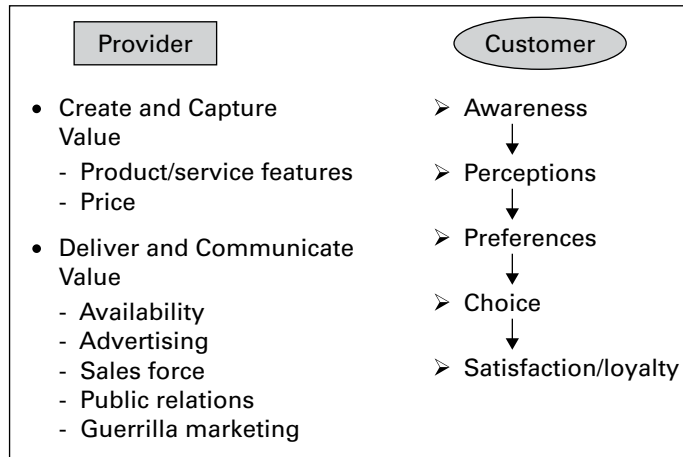 Provider
• Create and Capture
Value
- Product/service features
- Price
• Deliver and Communicate
Value
- Availability
- Advertising
- Sales force
- Public relations
- Guerrilla marketing
Customer
➢ Awareness
➢ Perceptions
➢ Preferences
➢ Choice
➢ Satisfaction/loyalty